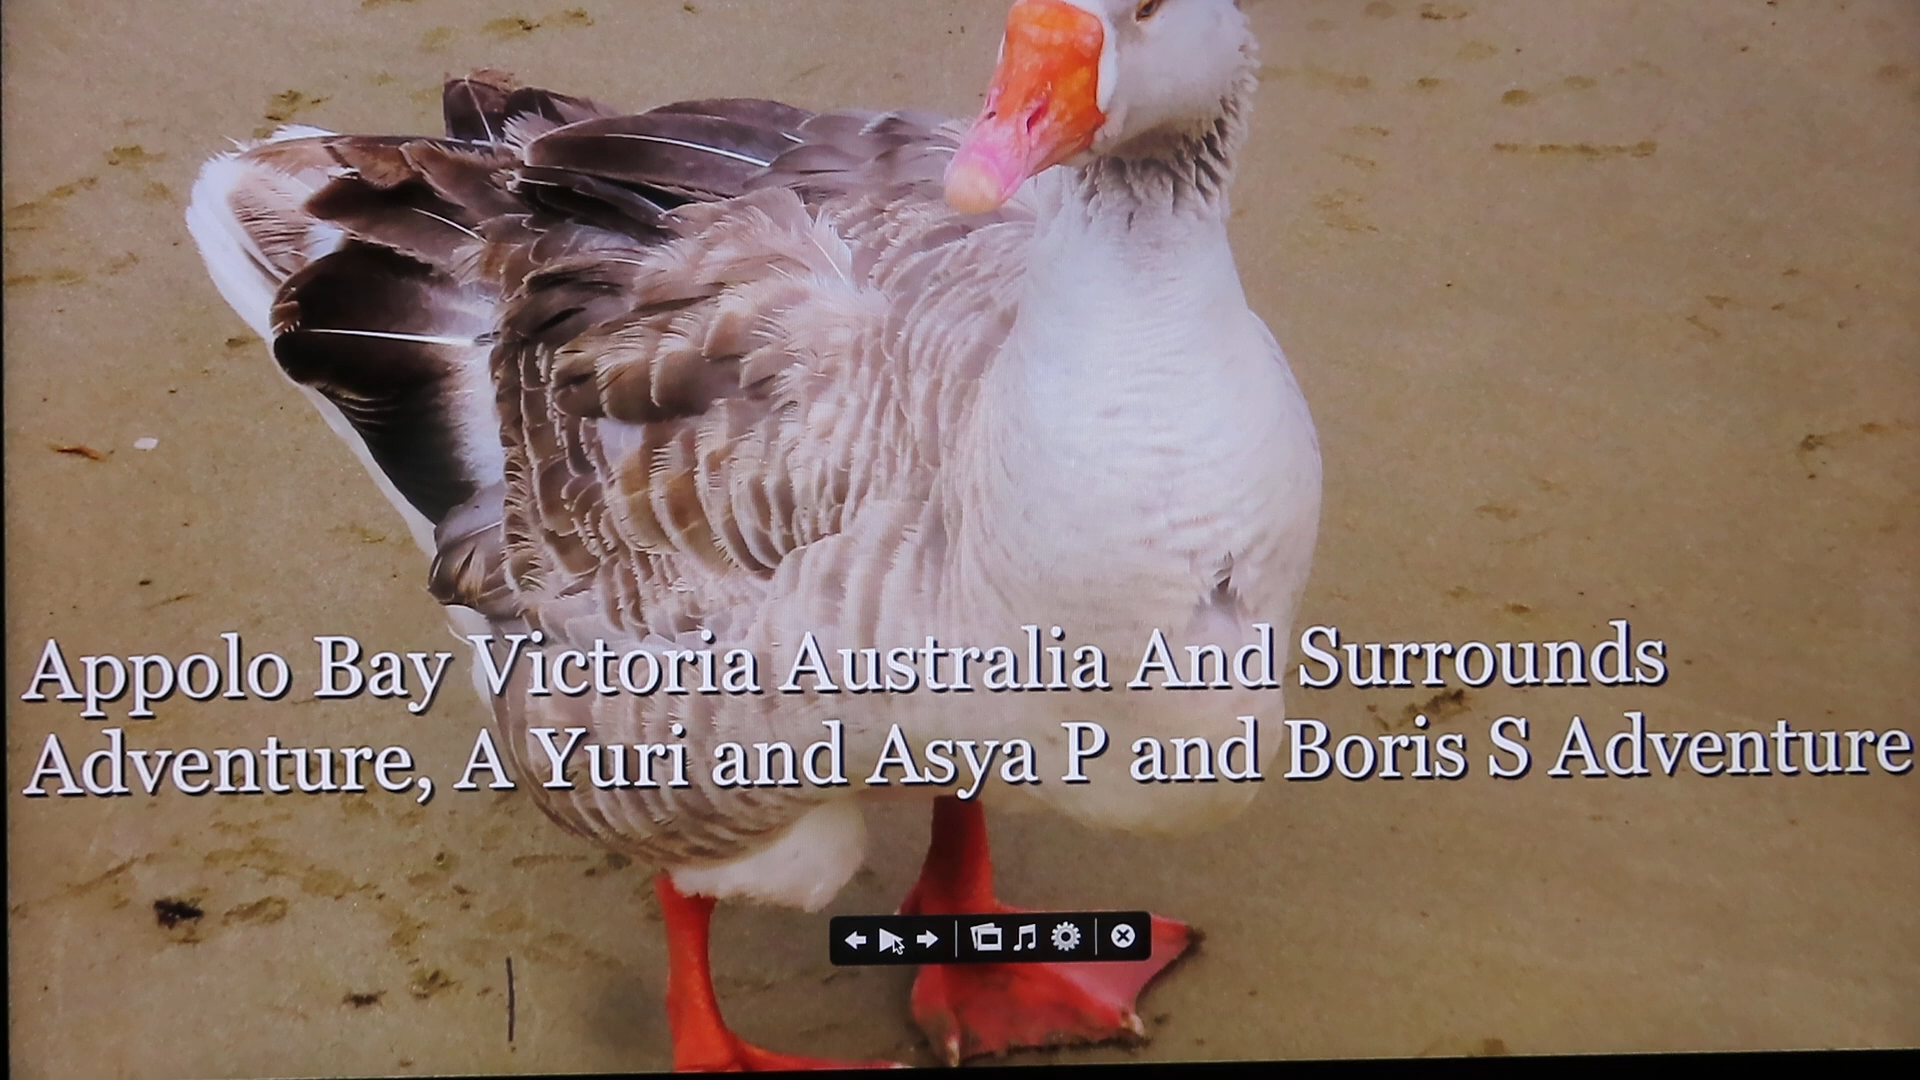 Appolo Bay Victoria Australia And Surrounds
Adventure, A Yuri and Asya P and Boris S Adventure